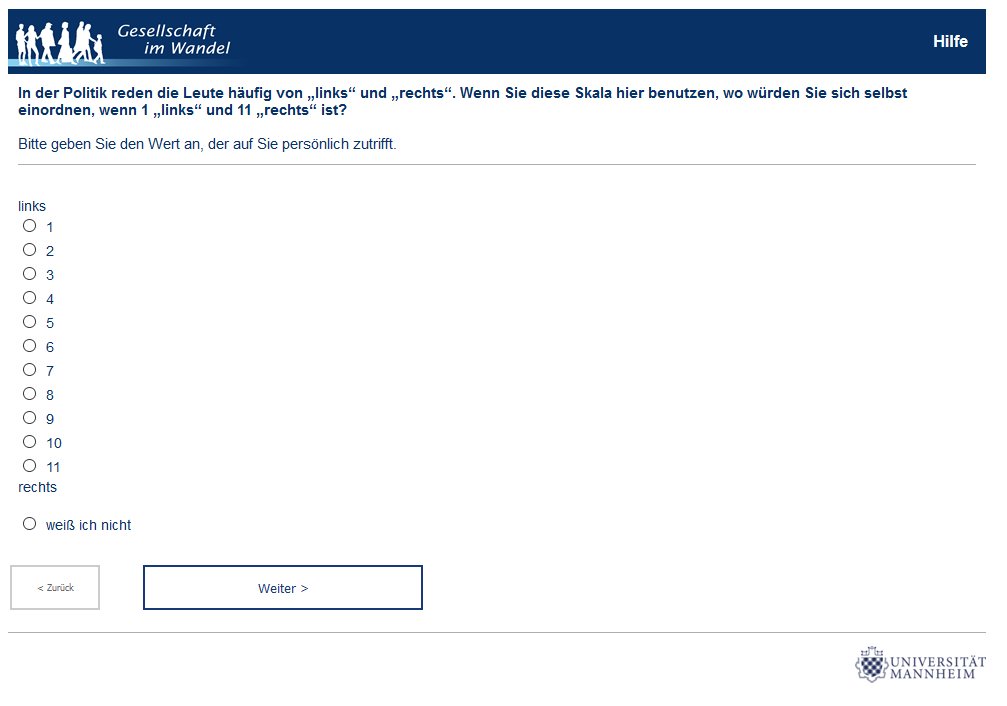 Gesellschaft
im Wandel
Hilfe
In der Politik reden die Leute häufig von „links“ und „rechts“. Wenn Sie diese Skala hier benutzen, wo würden Sie sich selbst
einordnen, wenn 1 „links“ und 11 „rechts“ ist?
Bitte geben Sie den Wert an, der auf Sie persönlich zutrifft.
links
1
2
3
4
5
6
7
8
9
10
11
rechts
weiß ich nicht
< Zurück
Weiter >
UNIVERSITÄT
MANNHEIM